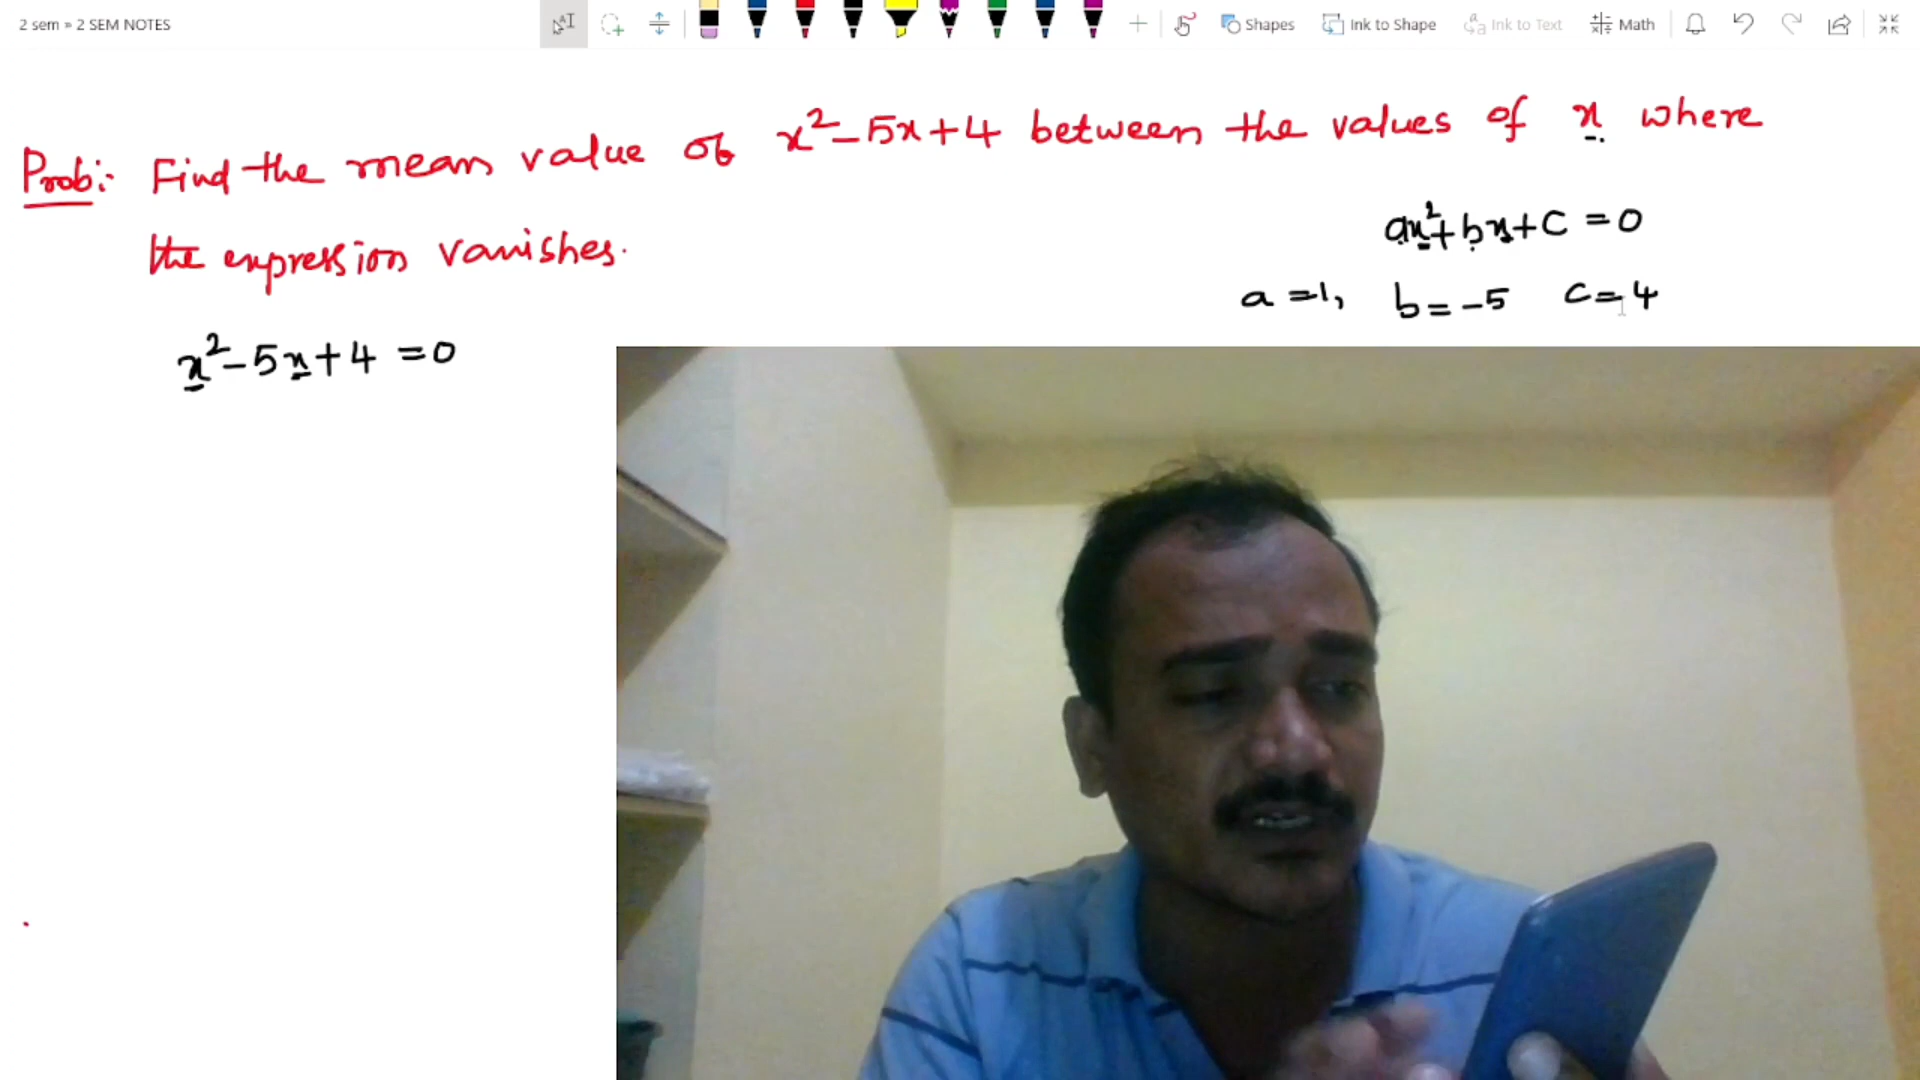 2 sem » 2 SEM NOTES
Shapes Ink to Shape Ink to Text Math
Prob:- Find the mean value of x²-5x+4 between the values of x where
the expression vanishes.
ax²+bx+c=0
a=1, b=-5 c=4
x²-5x+4=0